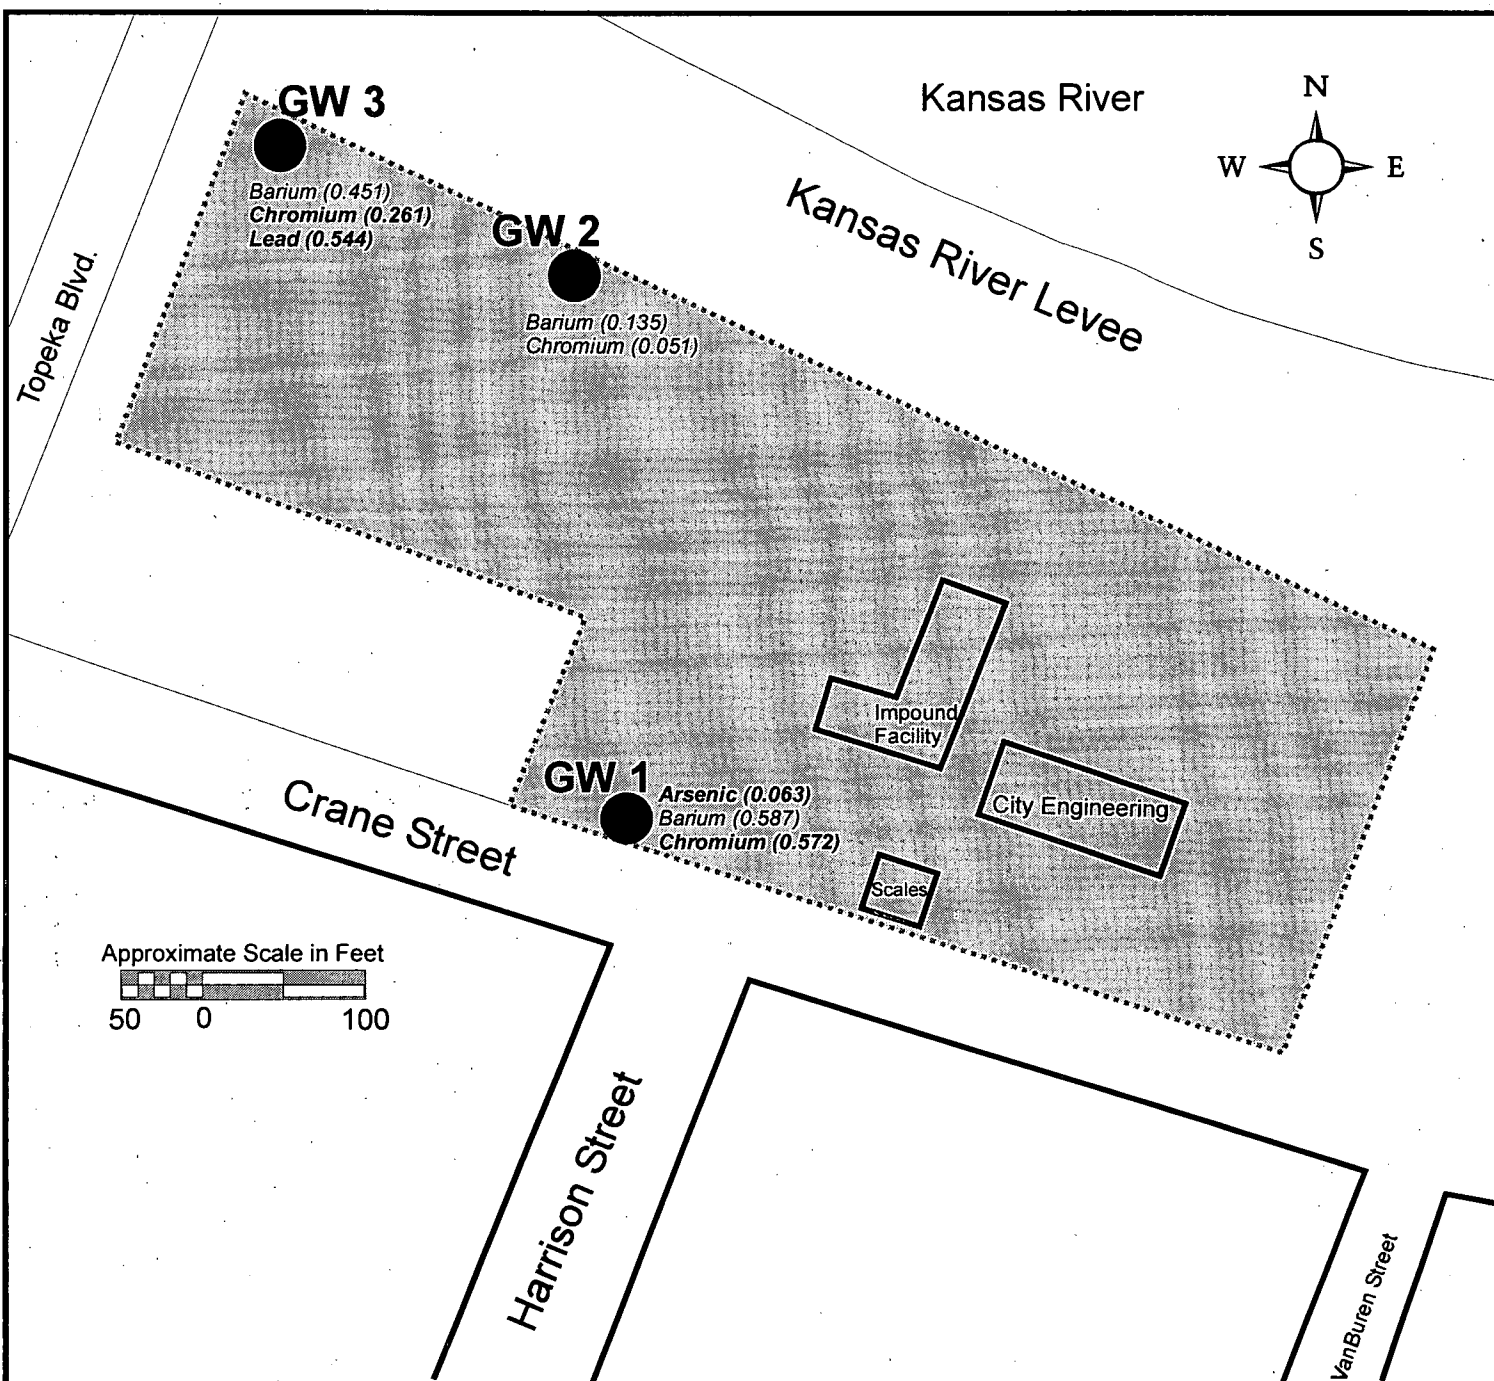 GW 3
Kansas River
N
W E
S
Barium (0.451)
Chromium (0.261)
Lead (0.544)
Kansas River Levee
GW 2
Topeka Blvd.
Barium (0.135)
Chromium (0.051)
Impound
Facility
GW 1
Arsenic (0.063)
Barium (0.587)
Chromium (0.572)
City Engineering
Crane Street
Scales
Approximate Scale in Feet
50 0 100
Harrison Street
VanBuren Street